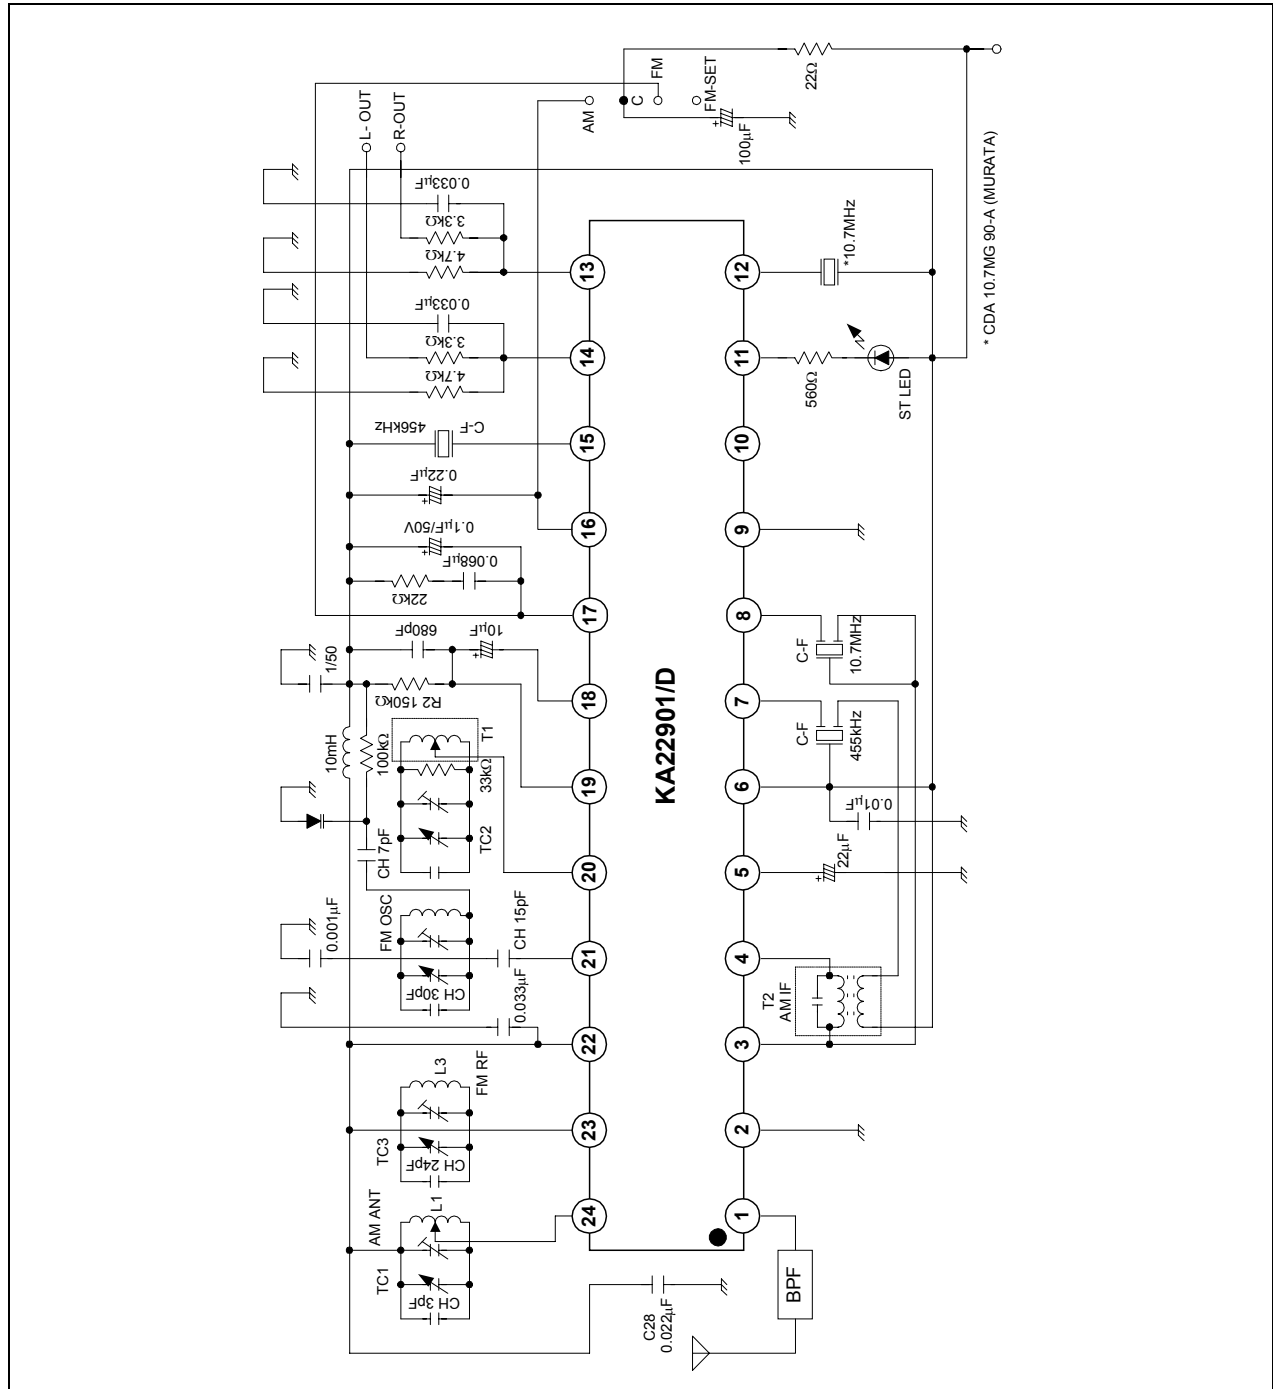 FM
C
AM
FM-SET
22Ω
100µF
+
L- OUT
R-OUT
0.033µF
3.3kΩ
4.7kΩ
0.033µF
3.3kΩ
4.7kΩ
13
12
*10.7MHz
* CDA 10.7MG 90-A (MURATA)
14
11
560Ω
ST LED
456kHz
C-F
15
10
0.22µF
+
16
9
0.1µF/50V
+
0.068µF
22kΩ
17
8
C-F
10.7MHz
1/50
680pF
10µF
+
R2 150kΩ
18
7
C-F
455kHz
10mH
100kΩ
T1
33kΩ
KA22901/D
19
6
0.01µF
CH 7pF
TC2
20
5
22µF
+
0.001µF
FM OSC
CH 15pF
21
4
T2
AM IF
CH 30pF
0.033µF
22
3
L3
FM RF
TC3
CH 24pF
23
2
AM ANT
L1
TC1
CH 3pF
24
1
C28
0.022µF
BPF